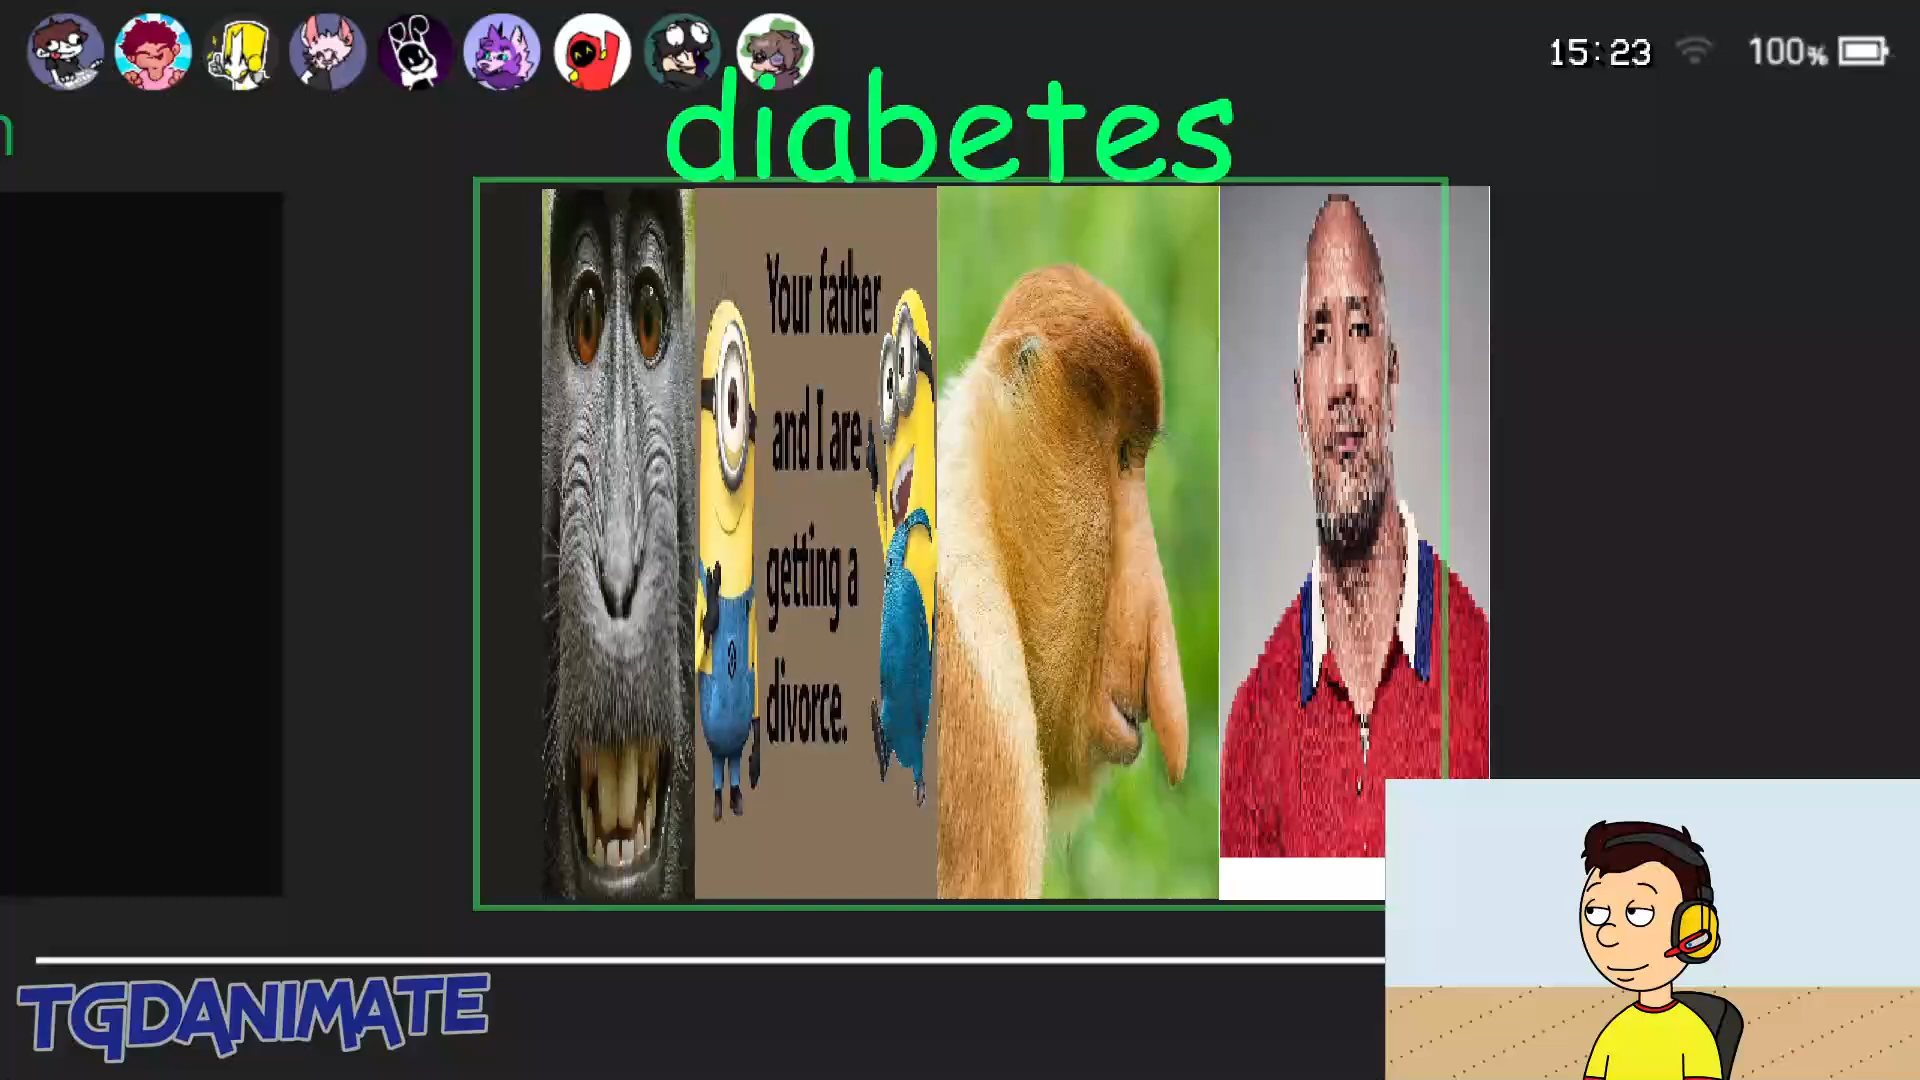 15:23
100%
n
diabetes
Your father
and I are
getting a
divorce.
TGDANIMATE